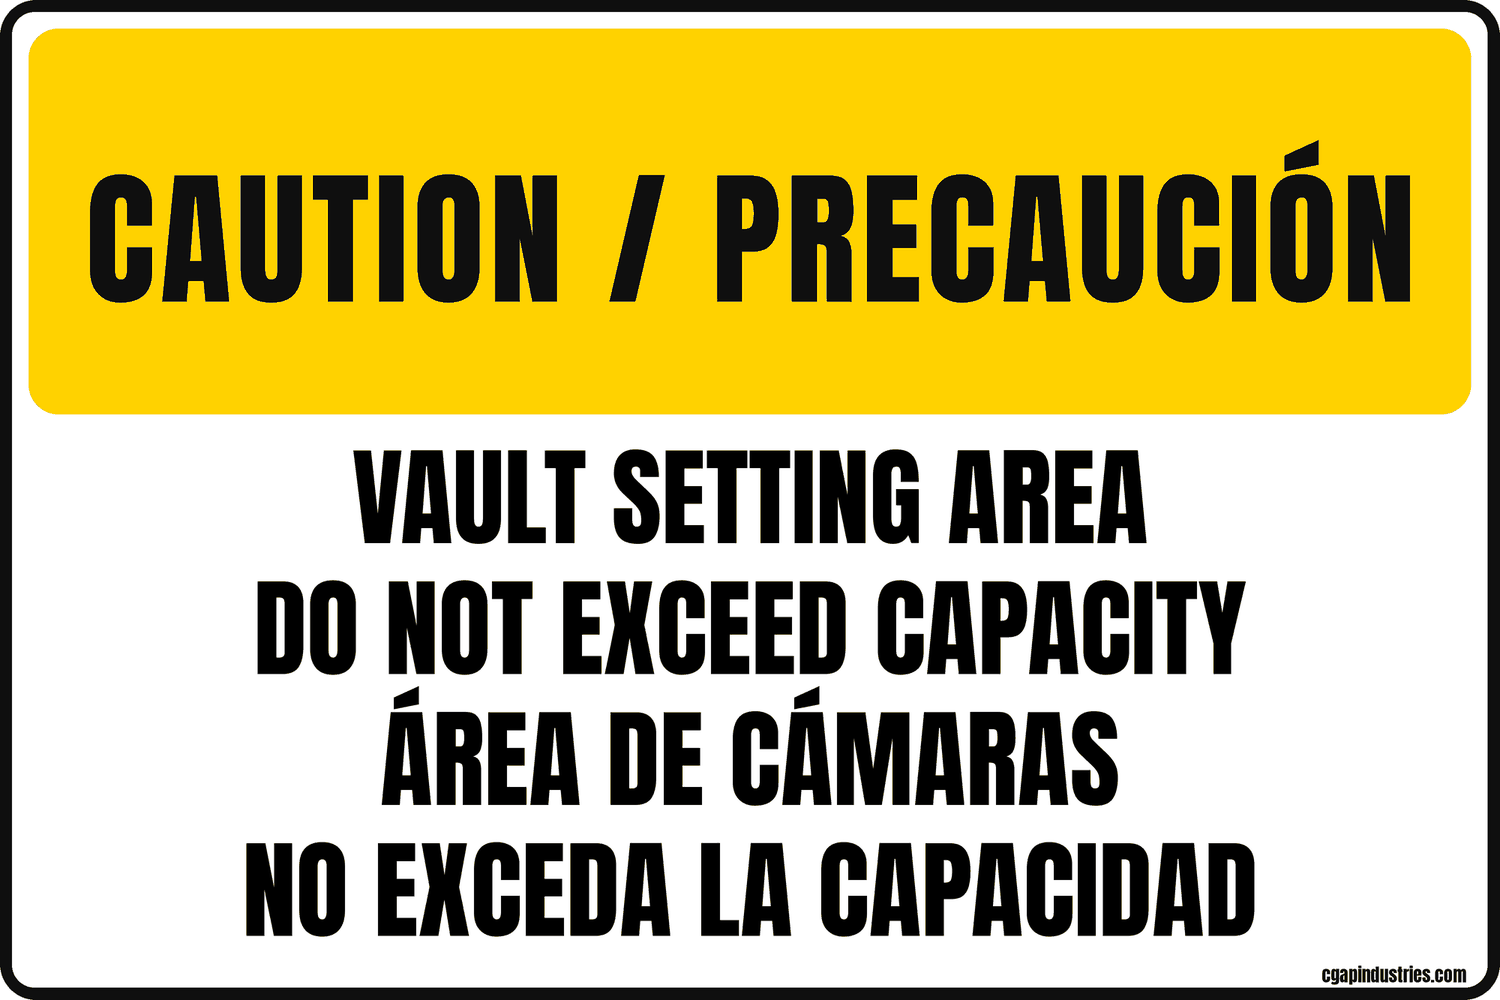 CAUTION / PRECAUCIÓN
VAULT SETTING AREA
DO NOT EXCEED CAPACITY
ÁREA DE CÁMARAS
NO EXCEDA LA CAPACIDAD
cgapindustries.com